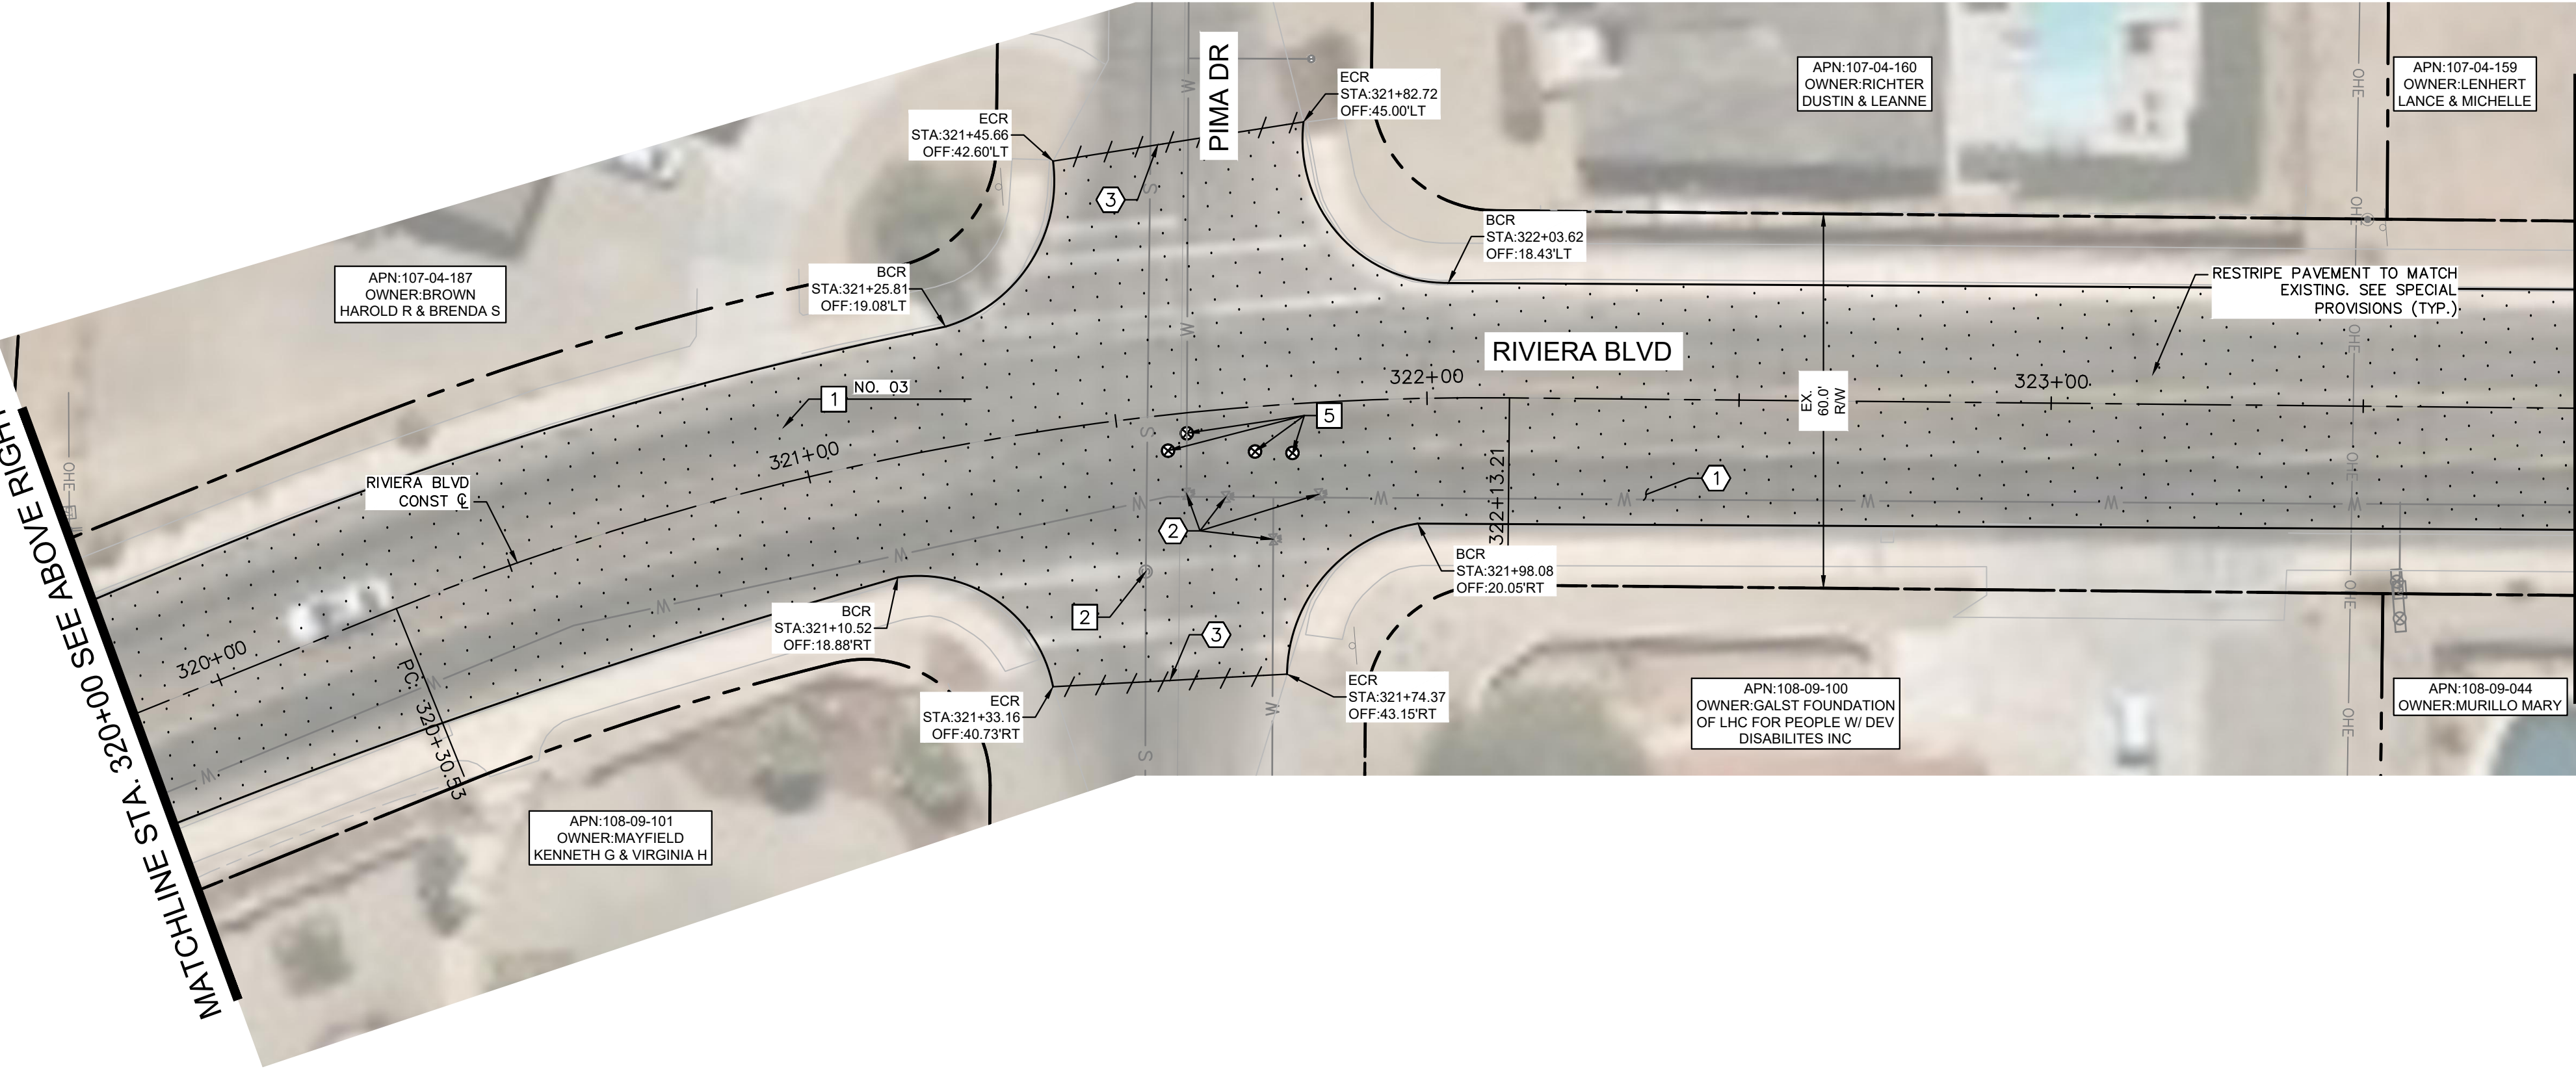 MATCHLINE STA. 320+00 SEE ABOVE RIGHT
APN:107-04-187
OWNER:BROWN
HAROLD R & BRENDA S
RIVIERA BLVD
CONST ℄
320+00
PC: 320+30.53
1
NO. 03
321+00
ECR
STA:321+45.66
OFF:42.60'LT
BCR
STA:321+25.81
OFF:19.08'LT
3
PIMA DR
ECR
STA:321+82.72
OFF:45.00'LT
BCR
STA:322+03.62
OFF:18.43'LT
APN:107-04-160
OWNER:RICHTER
DUSTIN & LEANNE
APN:107-04-159
OWNER:LENHERT
LANCE & MICHELLE
RESTRIPE PAVEMENT TO MATCH
EXISTING. SEE SPECIAL
PROVISIONS (TYP.)
RIVIERA BLVD
322+00
323+00
EX.
60.0'
R/W
5
322+13.21
1
2
2
3
BCR
STA:321+10.52
OFF:18.88'RT
ECR
STA:321+33.16
OFF:40.73'RT
BCR
STA:321+98.08
OFF:20.05'RT
ECR
STA:321+74.37
OFF:43.15'RT
APN:108-09-101
OWNER:MAYFIELD
KENNETH G & VIRGINIA H
APN:108-09-100
OWNER:GALST FOUNDATION
OF LHC FOR PEOPLE W/ DEV
DISABILITES INC
APN:108-09-044
OWNER:MURILLO MARY
OHE
OHE
OHE
OHE
OHE
OHE
OHE
W
W
W
W
W
W
W
W
W
W
W
W
W
W
S
S
S